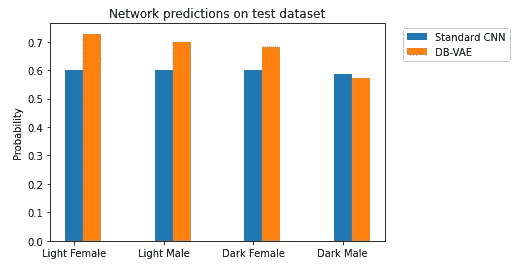 Network predictions on test dataset
Standard CNN
DB-VAE
Probability
0.7
0.6
0.5
0.4
0.3
0.2
0.1
0.0
Light Female Light Male Dark Female Dark Male